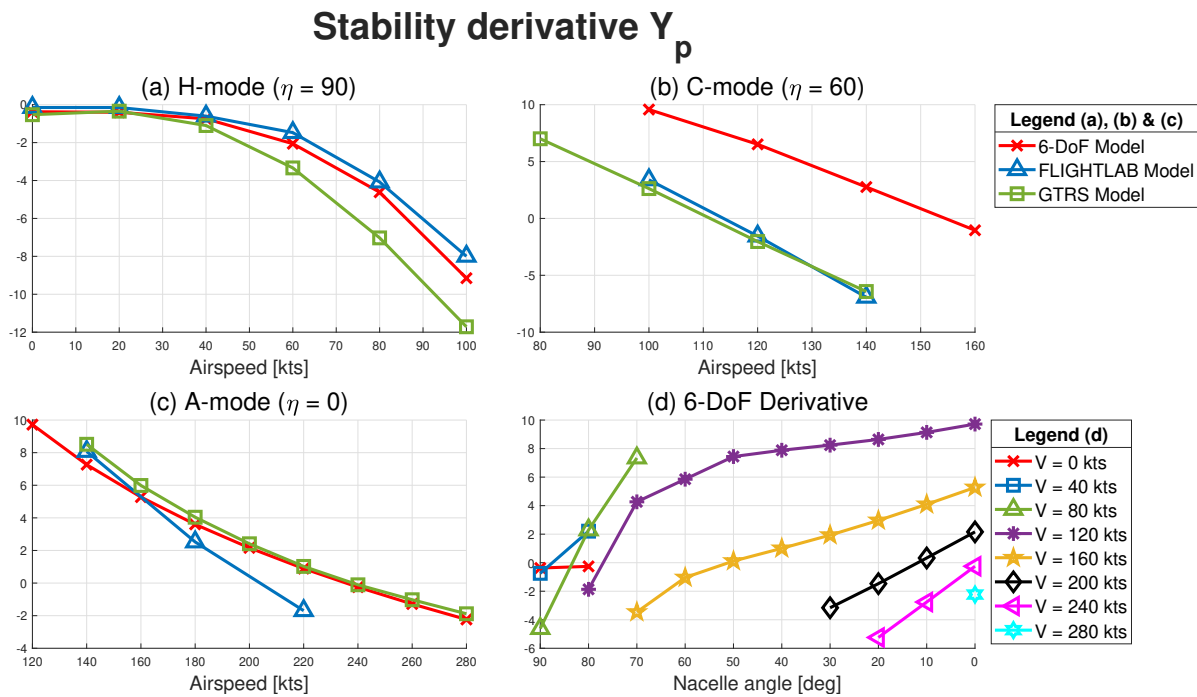 Stability derivative Y_p
(a) H-mode (η = 90)
0
-2
-4
-6
-8
-10
-12
0 10 20 30 40 50 60 70 80 90 100
Airspeed [kts]
(b) C-mode (η = 60)
10
5
0
-5
-10
80 90 100 110 120 130 140 150 160
Airspeed [kts]
Legend (a), (b) & (c)
6-DoF Model
FLIGHTLAB Model
GTRS Model
(c) A-mode (η = 0)
10
8
6
4
2
0
-2
-4
120 140 160 180 200 220 240 260 280
Airspeed [kts]
(d) 6-DoF Derivative
10
8
6
4
2
0
-2
-4
-6
90 80 70 60 50 40 30 20 10 0
Nacelle angle [deg]
Legend (d)
V = 0 kts
V = 40 kts
V = 80 kts
V = 120 kts
V = 160 kts
V = 200 kts
V = 240 kts
V = 280 kts